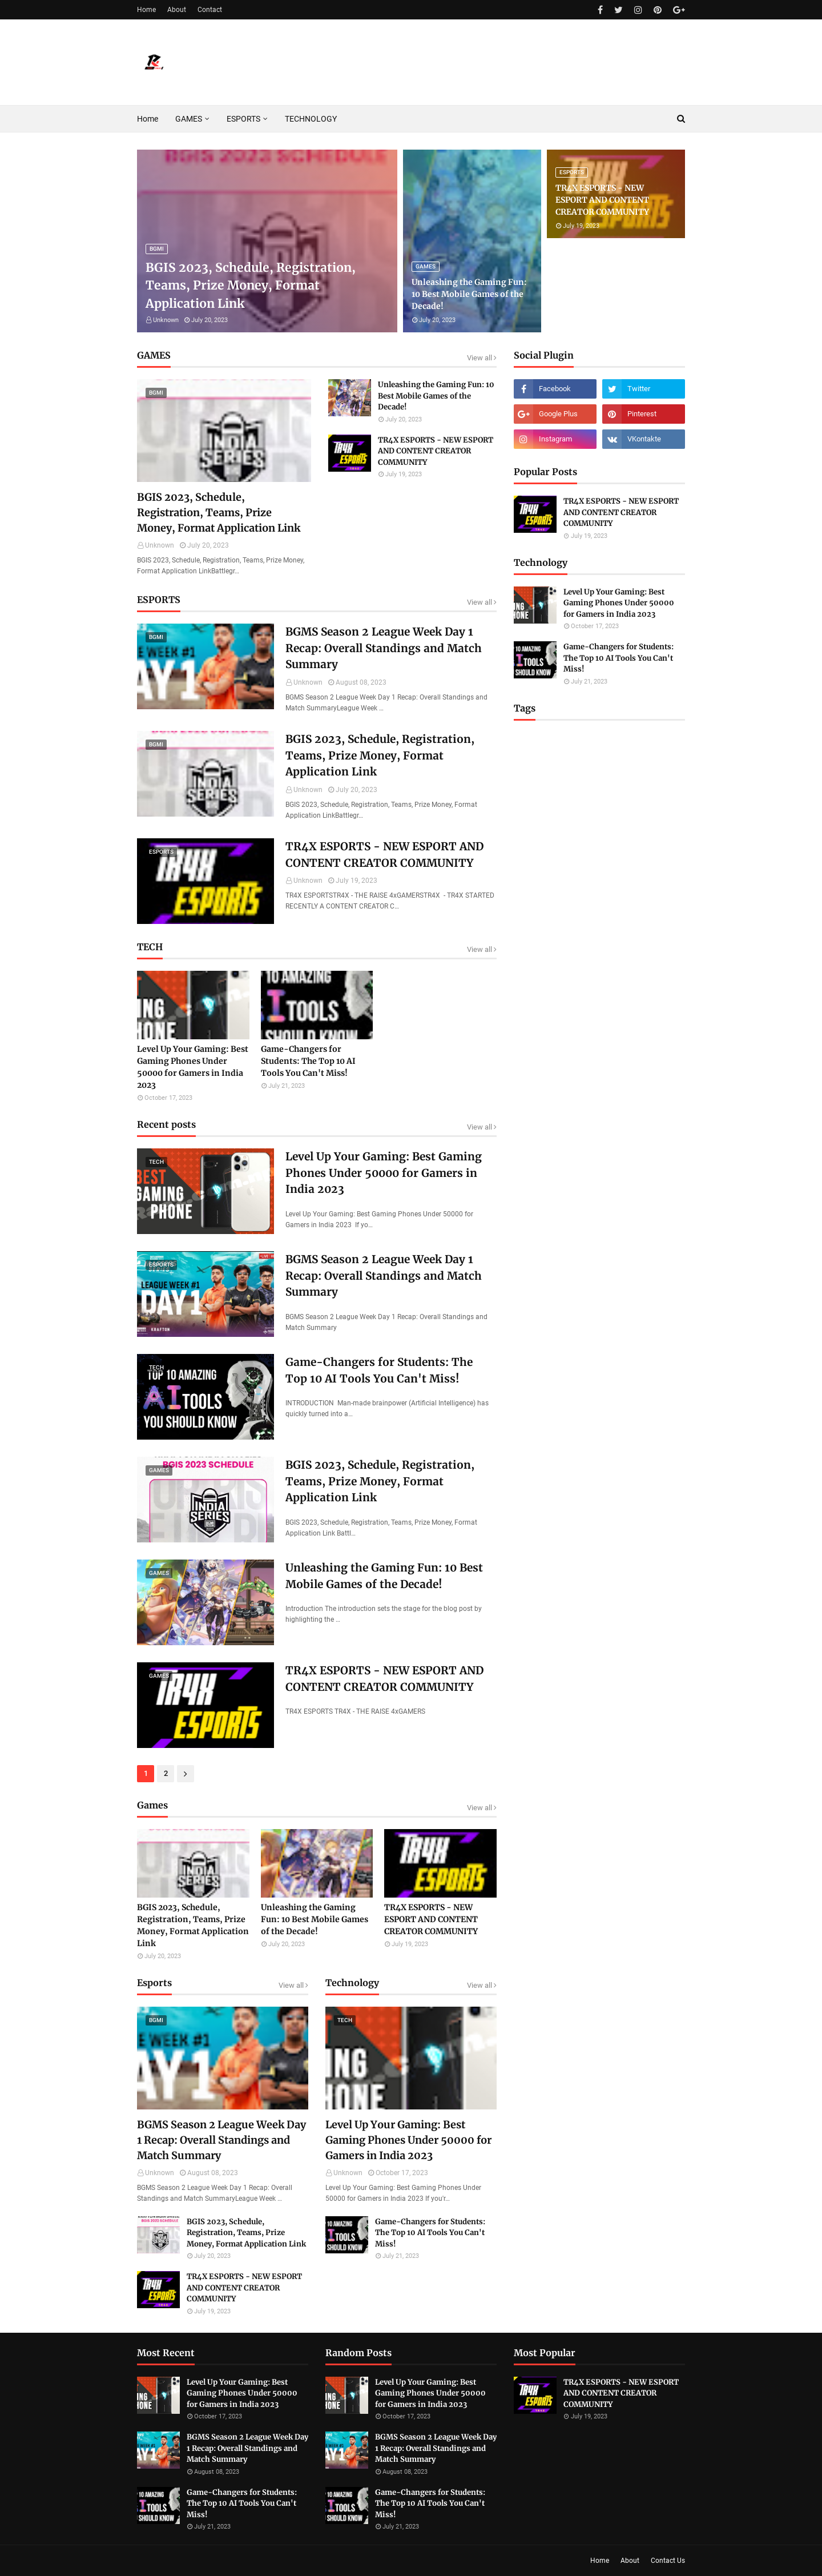 Home About Contact
Home GAMES ESPORTS TECHNOLOGY
BGMI
BGIS 2023, Schedule, Registration,
Teams, Prize Money, Format
Application Link
Unknown July 20, 2023
GAMES
Unleashing the Gaming Fun:
10 Best Mobile Games of the
Decade!
July 20, 2023
ESPORTS
TR4X ESPORTS - NEW
ESPORT AND CONTENT
CREATOR COMMUNITY
July 19, 2023
GAMES
View all
BGMI
BGIS 2023, Schedule,
Registration, Teams, Prize
Money, Format Application Link
Unknown July 20, 2023
BGIS 2023, Schedule, Registration, Teams, Prize Money,
Format Application LinkBattlegr…
Unleashing the Gaming Fun: 10
Best Mobile Games of the
Decade!
July 20, 2023
TR4X ESPORTS - NEW ESPORT
AND CONTENT CREATOR
COMMUNITY
July 19, 2023
ESPORTS
View all
BGMI
BGMS Season 2 League Week Day 1
Recap: Overall Standings and Match
Summary
Unknown August 08, 2023
BGMS Season 2 League Week Day 1 Recap: Overall Standings and
Match SummaryLeague Week …
BGMI
INDIA
SERIES
BGIS 2023, Schedule, Registration,
Teams, Prize Money, Format
Application Link
Unknown July 20, 2023
BGIS 2023, Schedule, Registration, Teams, Prize Money, Format
Application LinkBattlegr…
ESPORTS
TR4X
ESPORTS
TR4X ESPORTS - NEW ESPORT AND
CONTENT CREATOR COMMUNITY
Unknown July 19, 2023
TR4X ESPORTSTR4X - THE RAISE 4xGAMERSTR4X - TR4X STARTED
RECENTLY A CONTENT CREATOR C…
TECH
View all
Level Up Your Gaming: Best
Gaming Phones Under
50000 for Gamers in India
2023
October 17, 2023
Game-Changers for
Students: The Top 10 AI
Tools You Can't Miss!
July 21, 2023
Recent posts
View all
TECH
BEST
GAMING
PHONE
Level Up Your Gaming: Best Gaming
Phones Under 50000 for Gamers in
India 2023
Level Up Your Gaming: Best Gaming Phones Under 50000 for
Gamers in India 2023 If yo…
ESPORTS
LEAGUE WEEK #1
DAY 1
KRAFTON
BGMS Season 2 League Week Day 1
Recap: Overall Standings and Match
Summary
BGMS Season 2 League Week Day 1 Recap: Overall Standings and
Match Summary
TECH
TOP 10 AMAZING
AI TOOLS
YOU SHOULD KNOW
Game-Changers for Students: The
Top 10 AI Tools You Can't Miss!
INTRODUCTION Man-made brainpower (Artificial Intelligence) has
quickly turned into a…
BGIS 2023 SCHEDULE
GAMES
INDIA
SERIES
BGIS 2023, Schedule, Registration,
Teams, Prize Money, Format
Application Link
BGIS 2023, Schedule, Registration, Teams, Prize Money, Format
Application Link Battl…
GAMES
Unleashing the Gaming Fun: 10 Best
Mobile Games of the Decade!
Introduction The introduction sets the stage for the blog post by
highlighting the …
GAMES
TR4X
ESPORTS
TR4X ESPORTS - NEW ESPORT AND
CONTENT CREATOR COMMUNITY
TR4X ESPORTS TR4X - THE RAISE 4xGAMERS
1 2
Games
View all
BGIS 2023, Schedule,
Registration, Teams, Prize
Money, Format Application
Link
July 20, 2023
Unleashing the Gaming
Fun: 10 Best Mobile Games
of the Decade!
July 20, 2023
TR4X ESPORTS - NEW
ESPORT AND CONTENT
CREATOR COMMUNITY
July 19, 2023
Esports
View all
BGMI
BGMS Season 2 League Week Day
1 Recap: Overall Standings and
Match Summary
Unknown August 08, 2023
BGMS Season 2 League Week Day 1 Recap: Overall
Standings and Match SummaryLeague Week …
BGIS 2023, Schedule,
Registration, Teams, Prize
Money, Format Application Link
July 20, 2023
TR4X ESPORTS - NEW ESPORT
AND CONTENT CREATOR
COMMUNITY
July 19, 2023
Technology
View all
TECH
Level Up Your Gaming: Best
Gaming Phones Under 50000 for
Gamers in India 2023
Unknown October 17, 2023
Level Up Your Gaming: Best Gaming Phones Under
50000 for Gamers in India 2023 If you'r…
Game-Changers for Students:
The Top 10 AI Tools You Can't
Miss!
July 21, 2023
Social Plugin
Facebook Twitter
Google Plus Pinterest
Instagram VKontakte
Popular Posts
TR4X ESPORTS - NEW ESPORT
AND CONTENT CREATOR
COMMUNITY
July 19, 2023
Technology
Level Up Your Gaming: Best
Gaming Phones Under 50000
for Gamers in India 2023
October 17, 2023
Game-Changers for Students:
The Top 10 AI Tools You Can't
Miss!
July 21, 2023
Tags
Most Recent
Level Up Your Gaming: Best
Gaming Phones Under 50000
for Gamers in India 2023
October 17, 2023
BGMS Season 2 League Week Day
1 Recap: Overall Standings and
Match Summary
August 08, 2023
Game-Changers for Students:
The Top 10 AI Tools You Can't
Miss!
July 21, 2023
Random Posts
Level Up Your Gaming: Best
Gaming Phones Under 50000
for Gamers in India 2023
October 17, 2023
BGMS Season 2 League Week Day
1 Recap: Overall Standings and
Match Summary
August 08, 2023
Game-Changers for Students:
The Top 10 AI Tools You Can't
Miss!
July 21, 2023
Most Popular
TR4X ESPORTS - NEW ESPORT
AND CONTENT CREATOR
COMMUNITY
July 19, 2023
Home About Contact Us